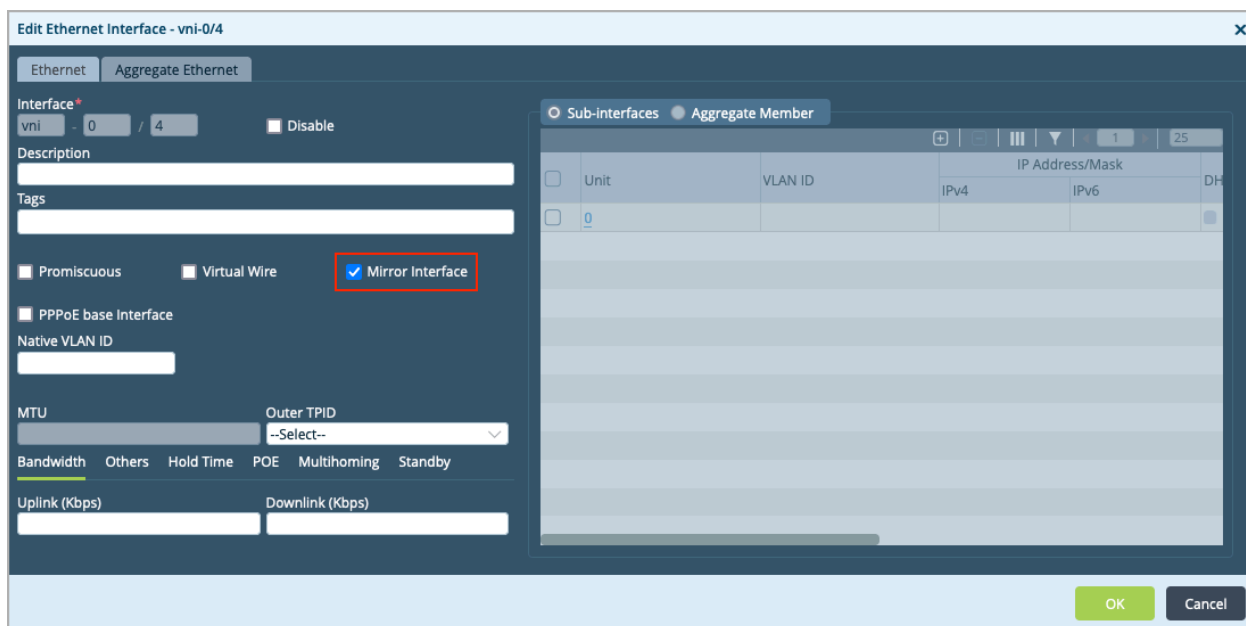 Edit Ethernet Interface - vni-0/4
Ethernet Aggregate Ethernet
Interface*
vni - 0 / 4 Disable
Description
Tags
Promiscuous Virtual Wire Mirror Interface
PPPoE base Interface
Native VLAN ID
MTU Outer TPID
--Select--
Bandwidth Others Hold Time POE Multihoming Standby
Uplink (Kbps) Downlink (Kbps)
Sub-interfaces Aggregate Member
1 25
Unit VLAN ID IP Address/Mask DH
IPv4 IPv6
0
OK Cancel